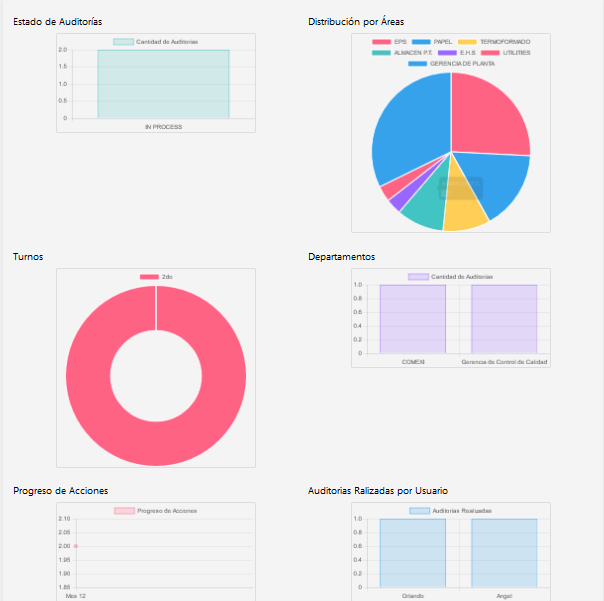 Estado de Auditorías
Cantidad de Auditorias
2.0
1.5
1.0
0.5
0
IN PROCESS
Distribución por Áreas
EPS PAPEL TERMOFORMADO
ALMACEN P.T. E.H.S UTILITIES
GERENCIA DE PLANTA
Turnos
2do
Departamentos
Cantidad de Auditorias
1.0
0.8
0.6
0.4
0.2
0
COMEXI Gerencia de Control de Calidad
Progreso de Acciones
Progreso de Acciones
2.10
2.05
2.00
1.95
1.90
1.85
Mes 12
Auditorias Ralizadas por Usuario
Auditorias Realizadas
1.0
0.8
0.6
0.4
0.2
0
Orlando Angel